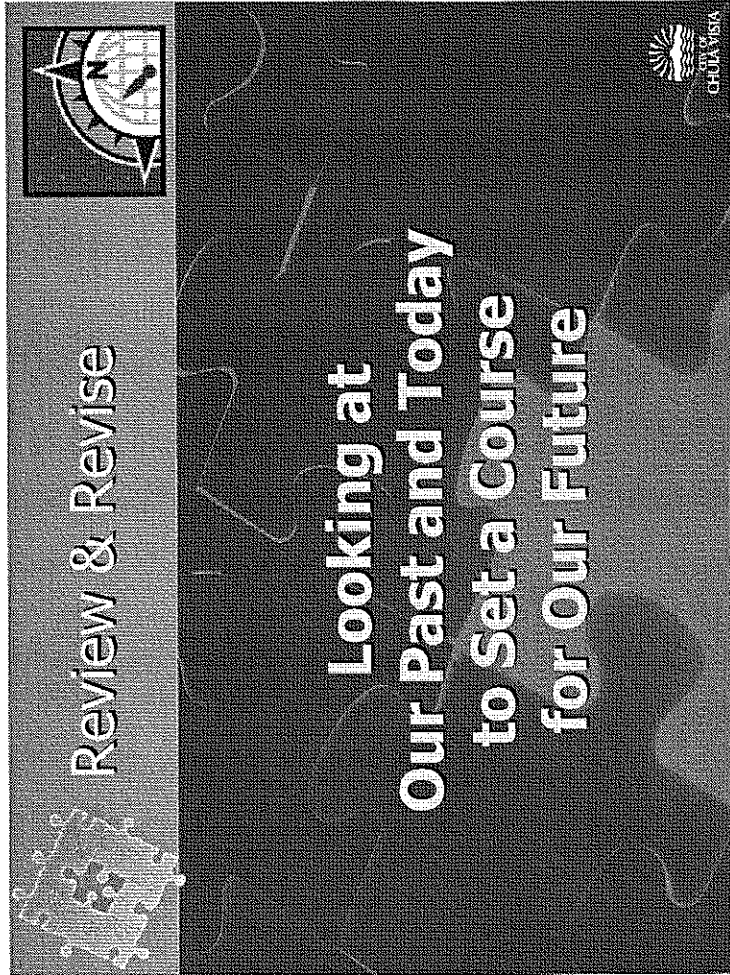 Review & Revise
N
Looking at
Our Past and Today
to Set a Course
for Our Future
CITY OF
CHULA VISTA